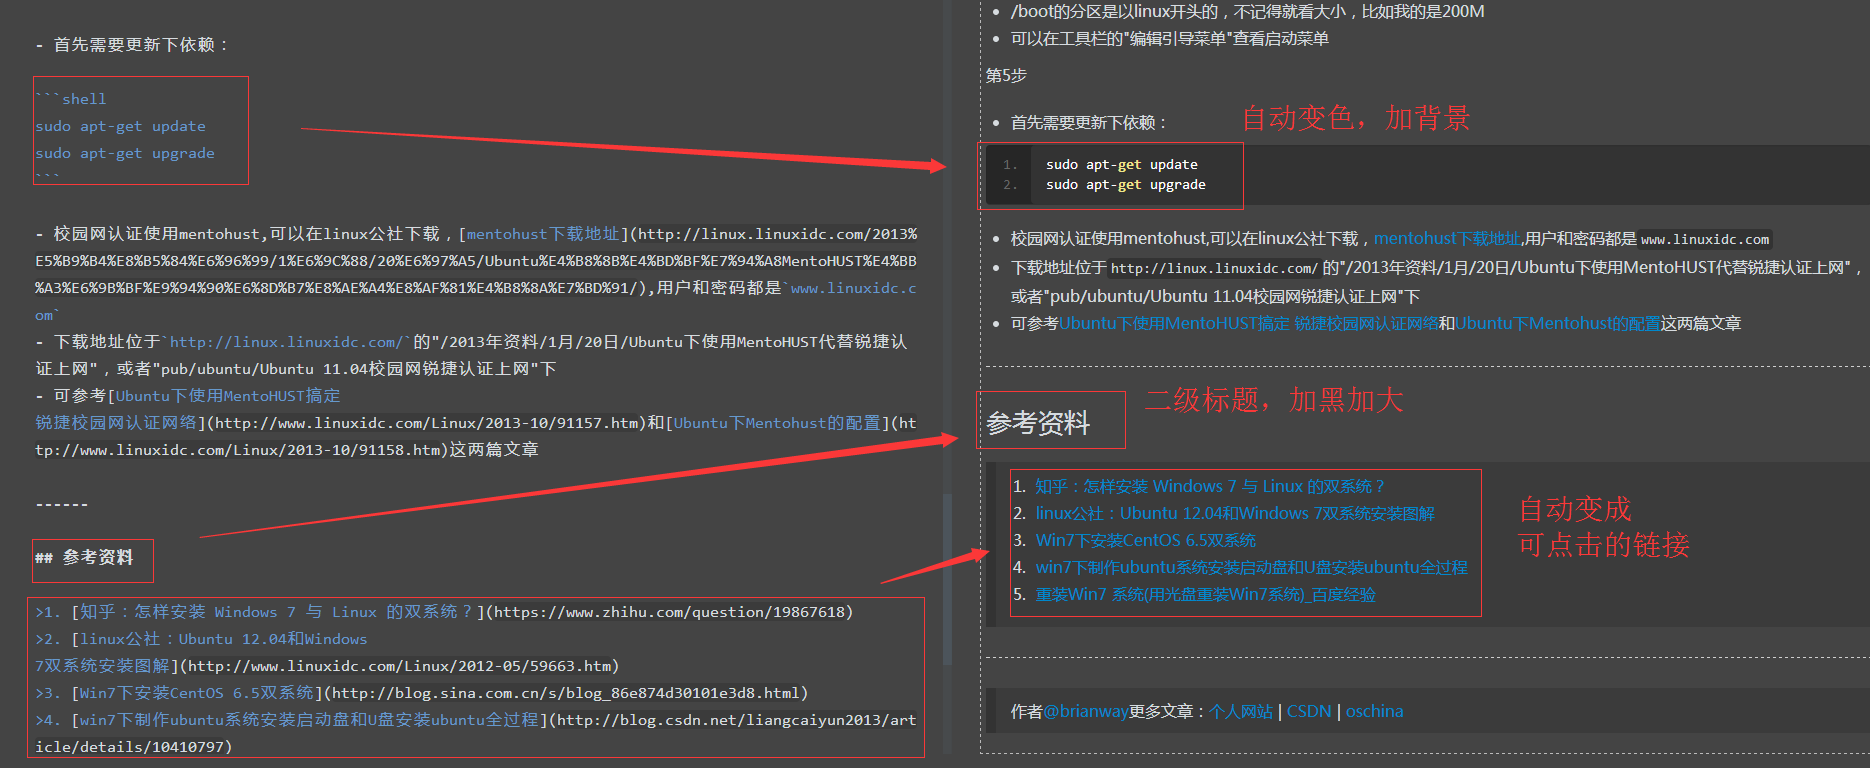 - 首先需要更新下依赖：
```shell
sudo apt-get update
sudo apt-get upgrade
```
- 校园网认证使用mentohust,可以在linux公社下载，[mentohust下载地址](http://linux.linuxidc.com/2013%
E5%B9%B4%E8%B5%84%E6%96%99/1%E6%9C%88/20%E6%97%A5/Ubuntu%E4%B8%8B%E4%BD%BF%E7%94%A8MentoHUST%E4%BB
%A3%E6%9B%BF%E9%94%90%E6%8D%B7%E8%AE%A4%E8%AF%81%E4%B8%8A%E7%BD%91/),用户和密码都是`www.linuxidc.c
om`
- 下载地址位于`http://linux.linuxidc.com/`的"/2013年资料/1月/20日/Ubuntu下使用MentoHUST代替锐捷认
证上网"，或者"pub/ubuntu/Ubuntu 11.04校园网锐捷认证上网"下
- 可参考[Ubuntu下使用MentoHUST搞定
锐捷校园网认证网络](http://www.linuxidc.com/Linux/2013-10/91157.htm)和[Ubuntu下Mentohust的配置](ht
tp://www.linuxidc.com/Linux/2013-10/91158.htm)这两篇文章
------
## 参考资料
>1. [知乎：怎样安装 Windows 7 与 Linux 的双系统？](https://www.zhihu.com/question/19867618)
>2. [linux公社：Ubuntu 12.04和Windows
7双系统安装图解](http://www.linuxidc.com/Linux/2012-05/59663.htm)
>3. [Win7下安装CentOS 6.5双系统](http://blog.sina.com.cn/s/blog_86e874d30101e3d8.html)
>4. [win7下制作ubuntu系统安装启动盘和U盘安装ubuntu全过程](http://blog.csdn.net/liangcaiyun2013/art
icle/details/10410797)
• /boot的分区是以linux开头的，不记得就看大小，比如我的是200M
• 可以在工具栏的"编辑引导菜单"查看启动菜单
第5步
• 首先需要更新下依赖：
自动变色，加背景
1. sudo apt-get update
2. sudo apt-get upgrade
• 校园网认证使用mentohust,可以在linux公社下载，mentohust下载地址,用户和密码都是www.linuxidc.com
• 下载地址位于http://linux.linuxidc.com/的"/2013年资料/1月/20日/Ubuntu下使用MentoHUST代替锐捷认证上网"，
或者"pub/ubuntu/Ubuntu 11.04校园网锐捷认证上网"下
• 可参考Ubuntu下使用MentoHUST搞定 锐捷校园网认证网络和Ubuntu下Mentohust的配置这两篇文章
二级标题，加黑加大
参考资料
1. 知乎：怎样安装 Windows 7 与 Linux 的双系统？
2. linux公社：Ubuntu 12.04和Windows 7双系统安装图解
3. Win7下安装CentOS 6.5双系统
4. win7下制作ubuntu系统安装启动盘和U盘安装ubuntu全过程
5. 重装Win7 系统(用光盘重装Win7系统)_百度经验
自动变成
可点击的链接
作者@brianway更多文章：个人网站 | CSDN | oschina